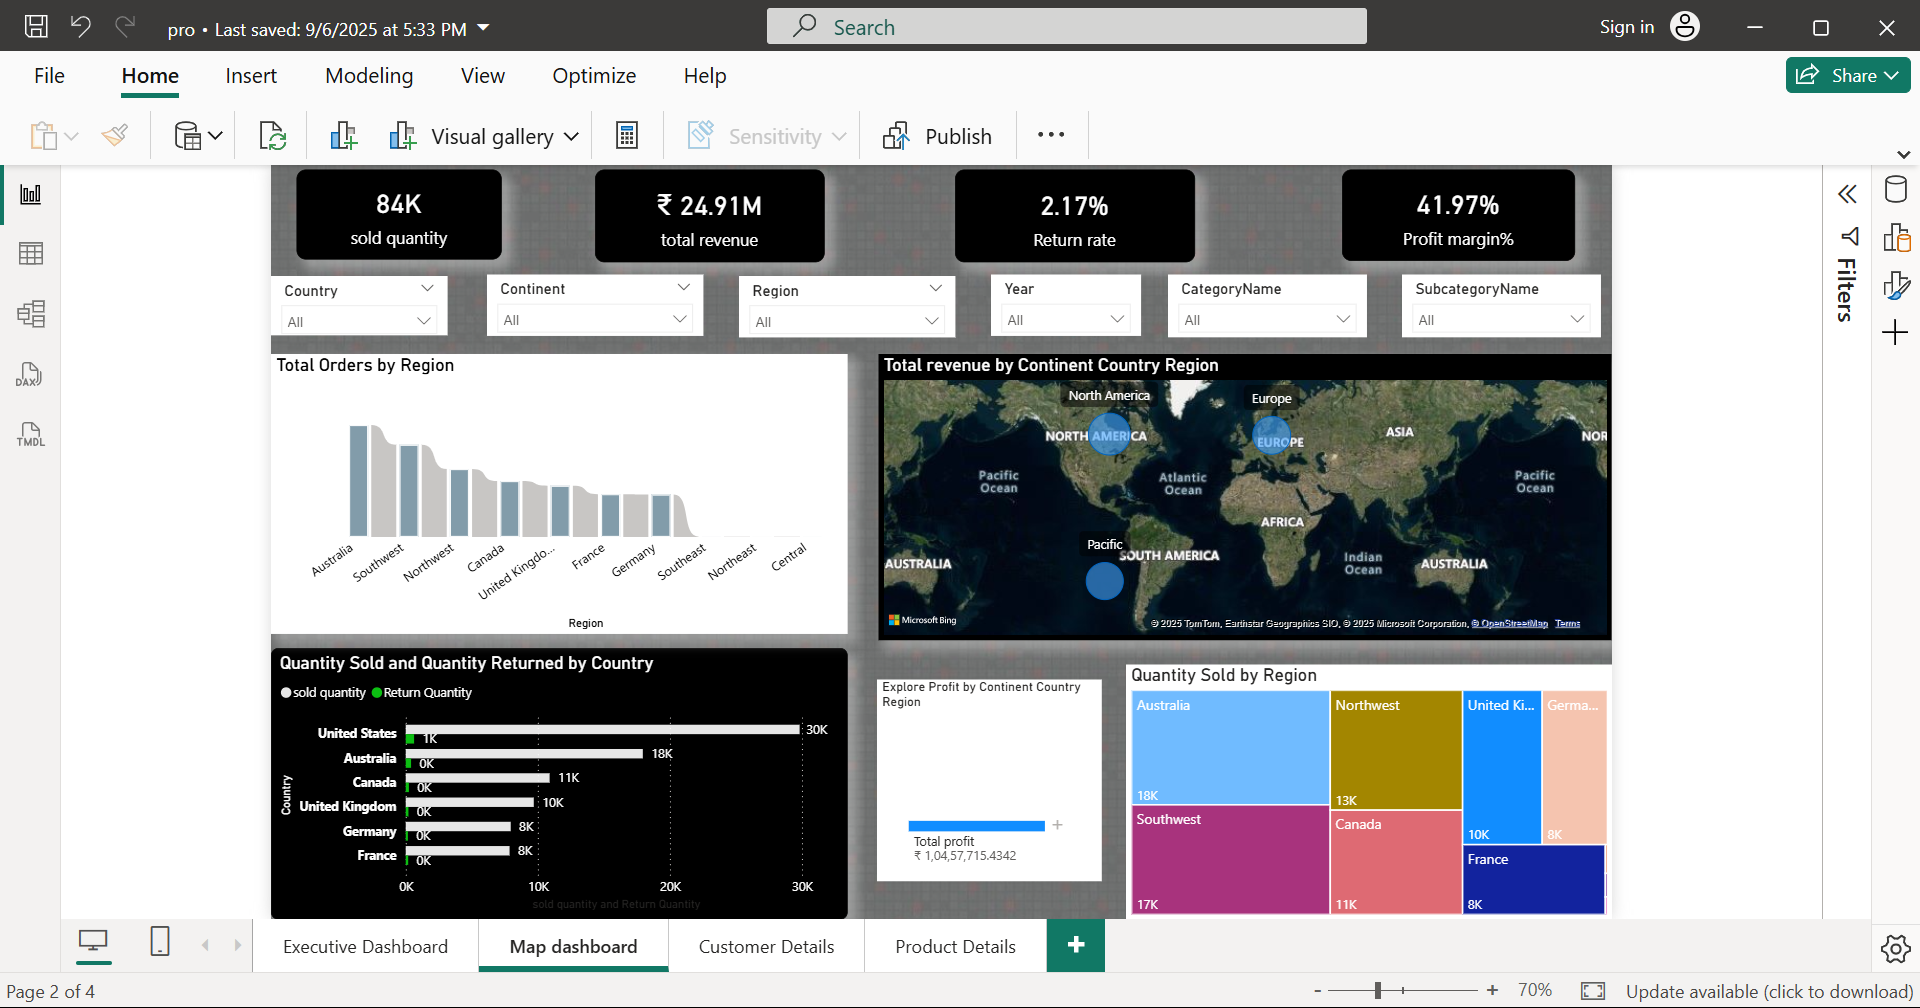 pro • Last saved: 9/6/2025 at 5:33 PM
Search
Sign in
File Home Insert Modeling View Optimize Help
Share
Visual gallery
Sensitivity
Publish
84K
sold quantity
₹ 24.91M
total revenue
2.17%
Return rate
41.97%
Profit margin%
Country
All
Continent
All
Region
All
Year
All
CategoryName
All
SubcategoryName
All
Filters
DAX
TMDL
Total Orders by Region
Australia
Southwest
Northwest
Canada
United Kingdo...
France
Germany
Southeast
Northeast
Central
Region
Total revenue by Continent Country Region
North America
Europe
Pacific
NORTH AMERICA
EUROPE
ASIA
NOR
Pacific
Ocean
Atlantic
Ocean
Pacific
Ocean
AFRICA
SOUTH AMERICA
Indian
Ocean
AUSTRALIA
AUSTRALIA
Microsoft Bing
© 2025 TomTom, Earthstar Geographics SIO, © 2025 Microsoft Corporation, © OpenStreetMap Terms
Quantity Sold and Quantity Returned by Country
sold quantity Return Quantity
Country
United States 30K
1K
Australia 18K
0K
Canada 11K
0K
United Kingdom 10K
0K
Germany 8K
0K
France 8K
0K
0K 10K 20K 30K
sold quantity and Return Quantity
Explore Profit by Continent Country
Region
Total profit
₹ 1,04,57,715.4342
Quantity Sold by Region
Australia
18K
Southwest
17K
Northwest
13K
Canada
11K
United Ki...
10K
Germa...
8K
France
8K
Executive Dashboard
Map dashboard
Customer Details
Product Details
Page 2 of 4
70%
Update available (click to download)